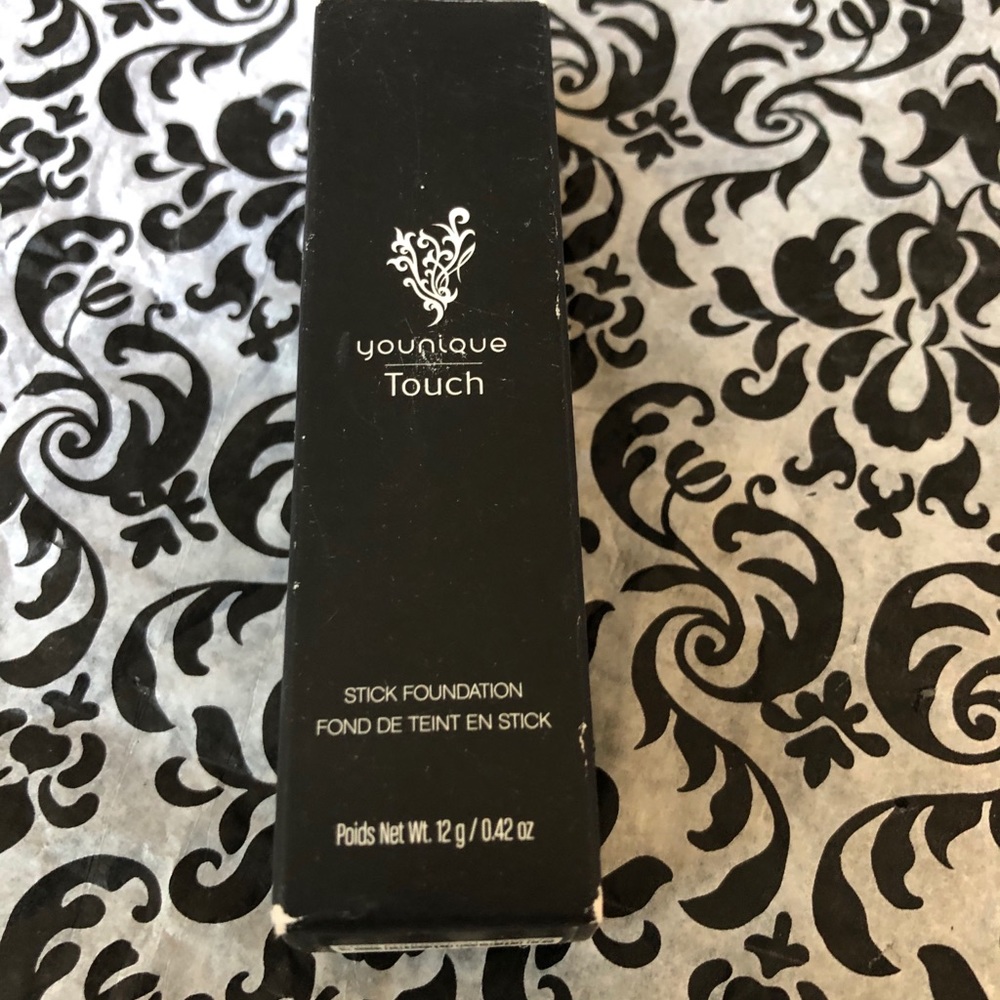 younique
Touch
STICK FOUNDATION
FOND DE TEINT EN STICK
Poids Net Wt. 12 g / 0.42 oz